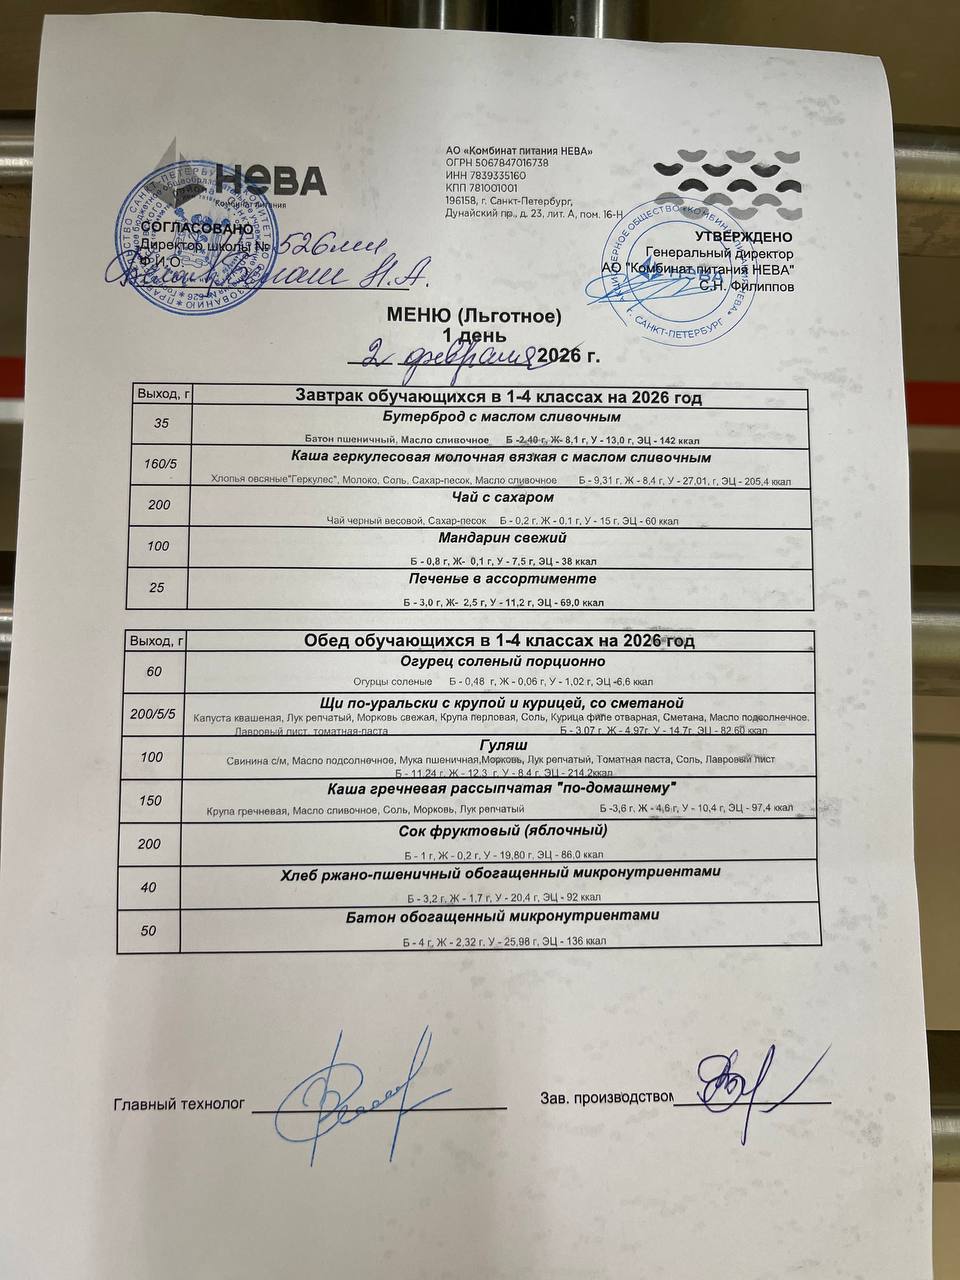 НЕВА
Комбинат питания
АО «Комбинат питания НЕВА»
ОГРН 5067847016738
ИНН 7839335160
КПП 781001001
196158, г. Санкт-Петербург,
Дунайский пр., д. 23, лит. А, пом. 16-Н
СОГЛАСОВАНО
Директор школы № 526
Ф.И.О. Н.А.
УТВЕРЖДЕНО
Генеральный директор
АО "Комбинат питания НЕВА"
С.Н. Филиппов
г. САНКТ-ПЕТЕРБУРГ
МЕНЮ (Льготное)
1 день
2 февраля 2026 г.
Выход, г Завтрак обучающихся в 1-4 классах на 2026 год
35 Бутерброд с маслом сливочным
Батон пшеничный, Масло сливочное Б -2,40 г, Ж- 8,1 г, У - 13,0 г, ЭЦ - 142 ккал
160/5 Каша геркулесовая молочная вязкая с маслом сливочным
Хлопья овсяные"Геркулес", Молоко, Соль, Сахар-песок, Масло сливочное Б - 9,31 г, Ж - 8,4 г, У - 27,01, г, ЭЦ - 205,4 ккал
200 Чай с сахаром
Чай черный весовой, Сахар-песок Б - 0,2 г. Ж - 0,1 г, У - 15 г. ЭЦ - 60 ккал
100 Мандарин свежий
Б - 0,8 г, Ж- 0,1 г, У - 7,5 г, ЭЦ - 38 ккал
25 Печенье в ассортименте
Б - 3,0 г, Ж- 2,5 г, У - 11,2 г, ЭЦ - 69,0 ккал
Выход, г Обед обучающихся в 1-4 классах на 2026 год
60 Огурец соленый порционно
Огурцы соленые Б - 0,48 г, Ж - 0,06 г, У - 1,02 г, ЭЦ -6,6 ккал
200/5/5 Щи по-уральски с крупой и курицей, со сметаной
Капуста квашеная, Лук репчатый, Морковь свежая, Крупа перловая, Соль, Курица филе отварная, Сметана, Масло подсолнечное,
Лавровый лист, томатная-паста Б - 3,07 г. Ж - 4,97г. У - 14,7г. ЭЦ - 82,60 ккал
100 Гуляш
Свинина с/м, Масло подсолнечное, Мука пшеничная,Морковь, Лук репчатый, Томатная паста, Соль, Лавровый лист
Б - 11,24 г, Ж - 12,3 г, У - 8,4 г, ЭЦ - 214,2ккал
150 Каша гречневая рассыпчатая "по-домашнему"
Крупа гречневая, Масло сливочное, Соль, Морковь, Лук репчатый Б -3,6 г, Ж - 4,6 г, У - 10,4 г, ЭЦ - 97,4 ккал
200 Сок фруктовый (яблочный)
Б - 1 г, Ж - 0,2 г, У - 19,80 г, ЭЦ - 86,0 ккал
40 Хлеб ржано-пшеничный обогащенный микронутриентами
Б - 3,2 г, Ж - 1,7 г, У - 20,4 г, ЭЦ - 92 ккал
50 Батон обогащенный микронутриентами
Б - 4 г, Ж - 2,32 г, У - 25,98 г, ЭЦ - 136 ккал
Главный технолог
Зав. производством